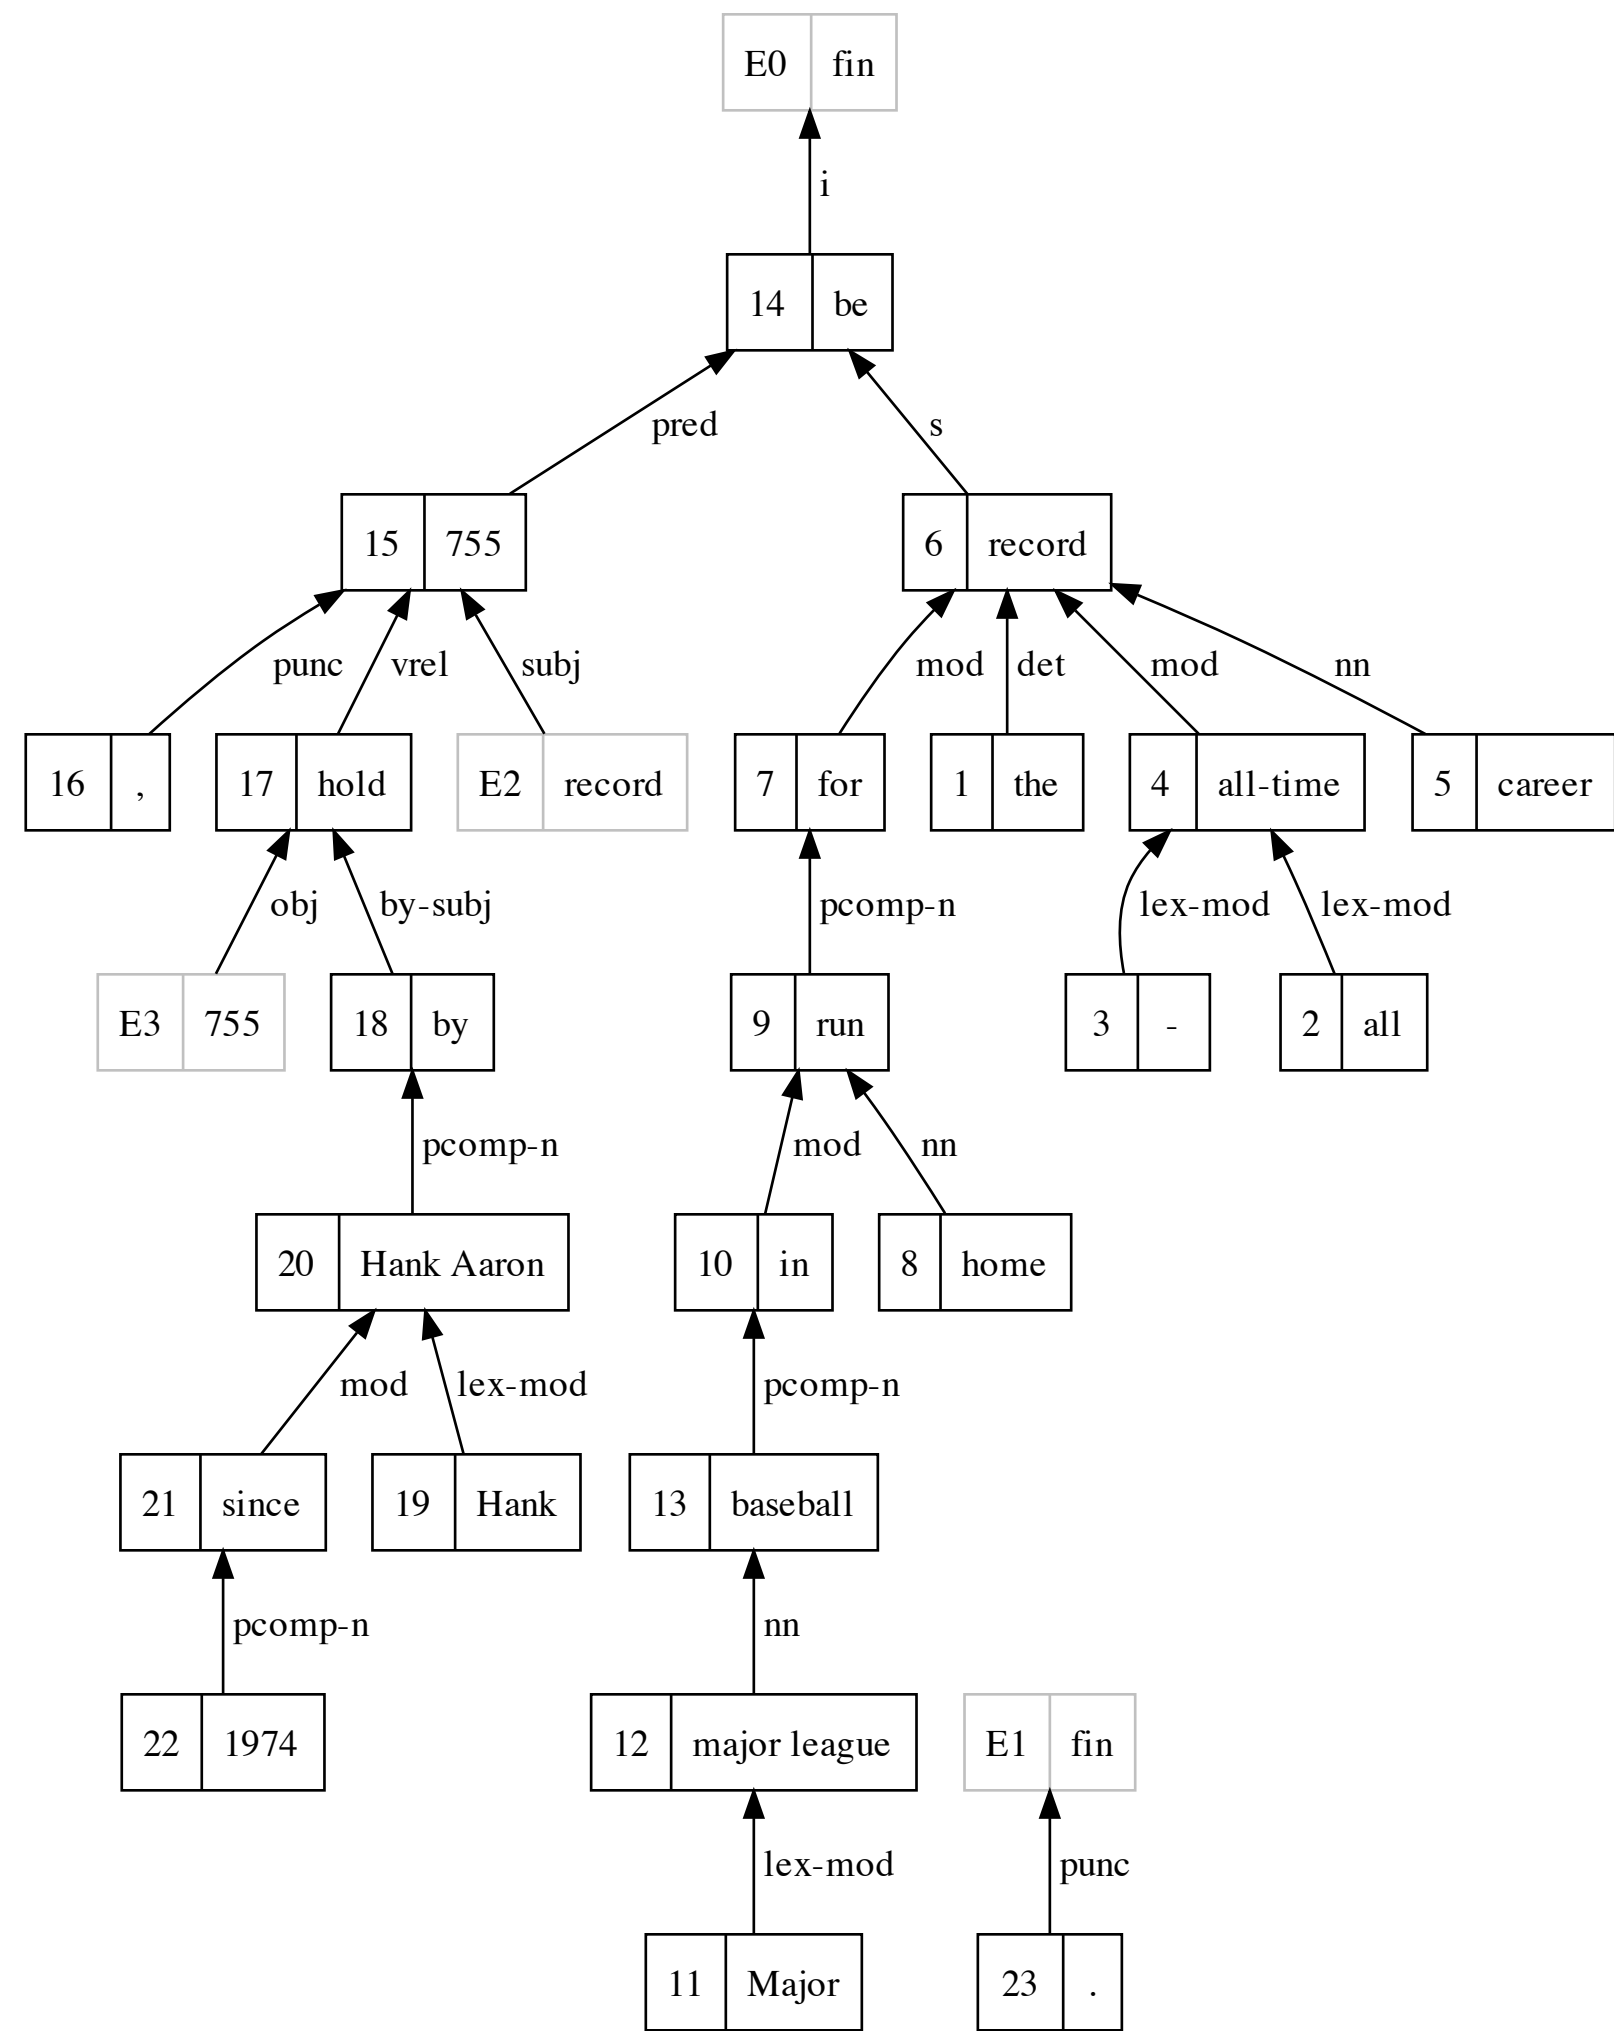 E0 fin
i
14 be
pred s
15 755 6 record
punc vrel subj mod det mod nn
16 , 17 hold E2 record 7 for 1 the 4 all-time 5 career
obj by-subj pcomp-n lex-mod lex-mod
E3 755 18 by 9 run 3 - 2 all
pcomp-n mod nn
20 Hank Aaron 10 in 8 home
mod lex-mod pcomp-n
21 since 19 Hank 13 baseball
pcomp-n nn
22 1974 12 major league E1 fin
lex-mod punc
11 Major 23 .